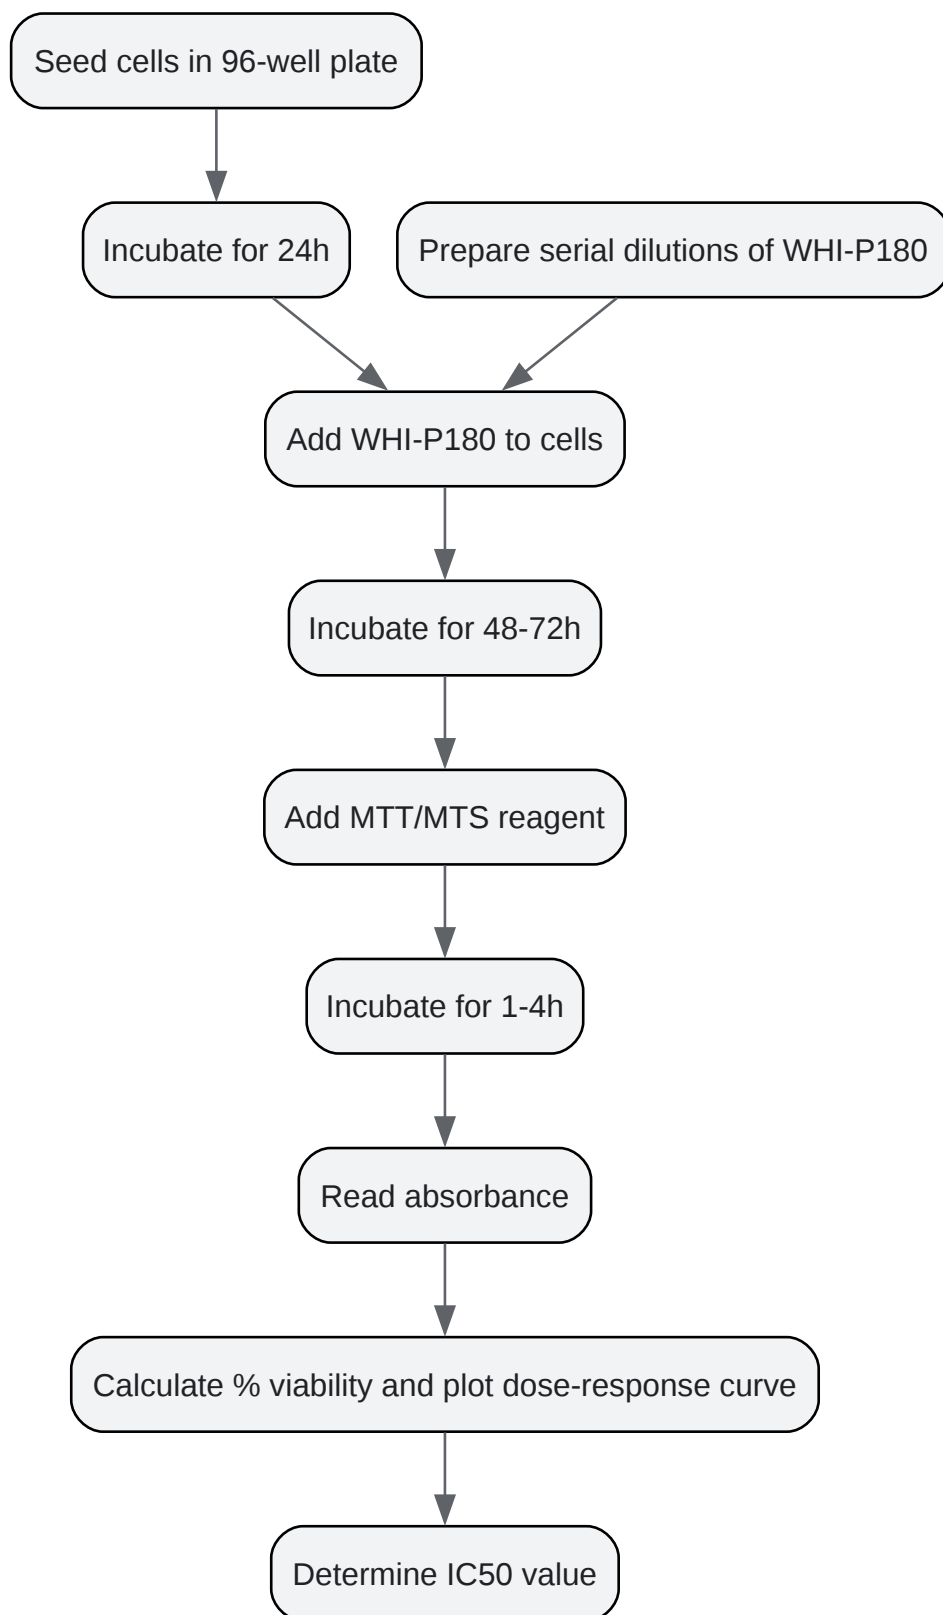 Seed cells in 96-well plate
Incubate for 24h
Prepare serial dilutions of WHI-P180
Add WHI-P180 to cells
Incubate for 48-72h
Add MTT/MTS reagent
Incubate for 1-4h
Read absorbance
Calculate % viability and plot dose-response curve
Determine IC50 value